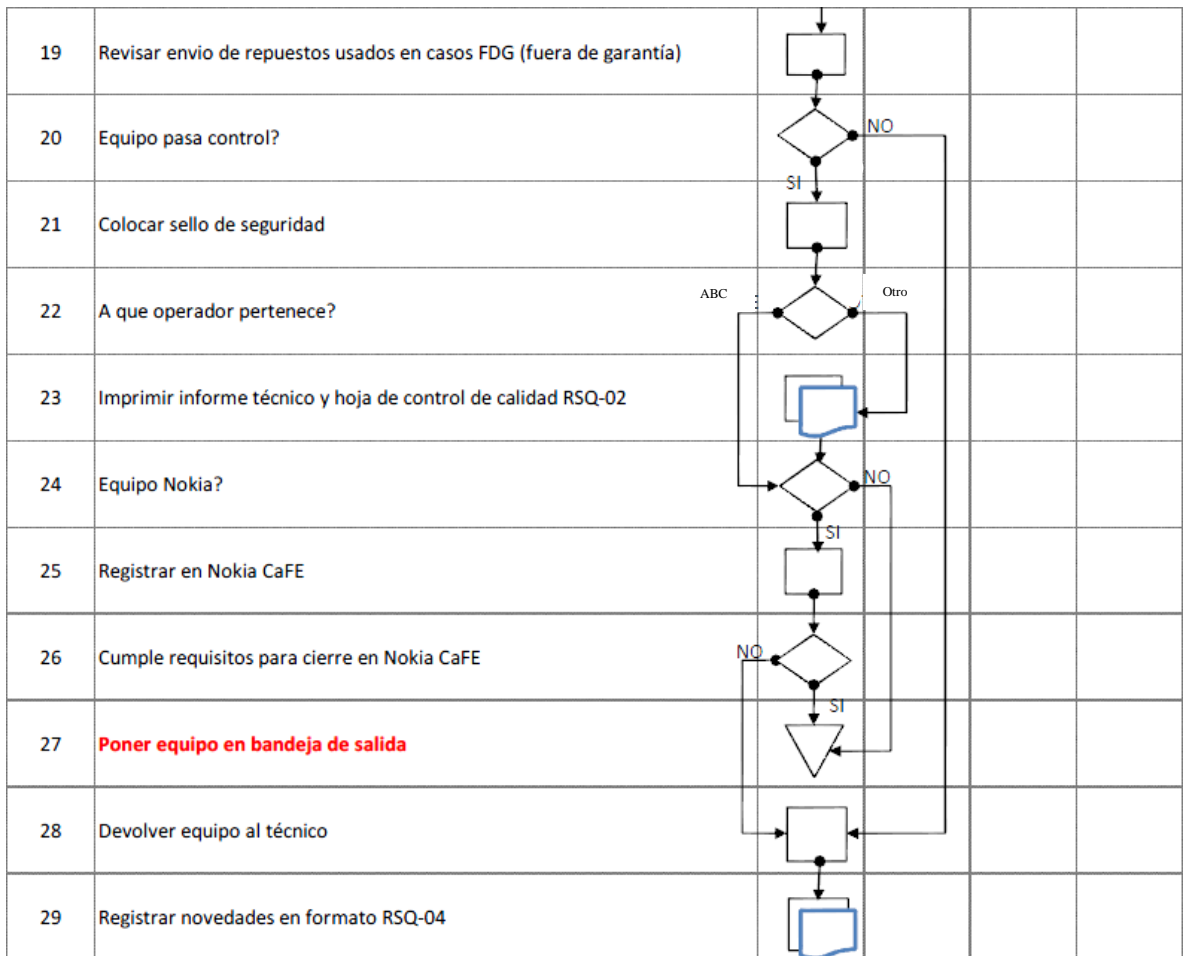 19 Revisar envio de repuestos usados en casos FDG (fuera de garantía)
20 Equipo pasa control?
NO
SI
21 Colocar sello de seguridad
ABC
Otro
22 A que operador pertenece?
23 Imprimir informe técnico y hoja de control de calidad RSQ-02
24 Equipo Nokia?
NO
SI
25 Registrar en Nokia CaFE
26 Cumple requisitos para cierre en Nokia CaFE
NO
SI
27 Poner equipo en bandeja de salida
28 Devolver equipo al técnico
29 Registrar novedades en formato RSQ-04